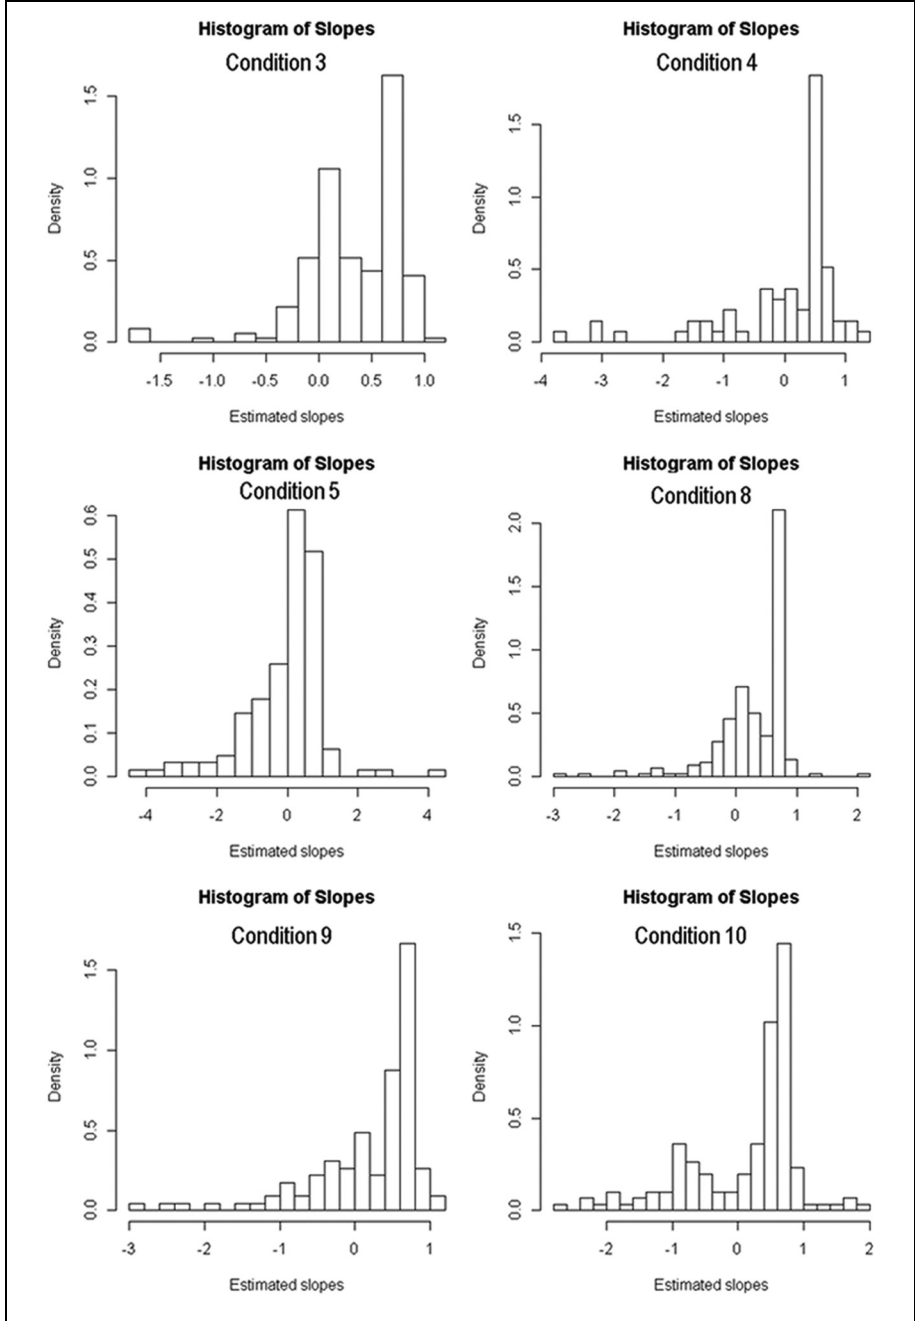 Histogram of Slopes
Condition 3
Density
0.0 0.5 1.0 1.5
-1.5 -1.0 -0.5 0.0 0.5 1.0
Estimated slopes
Histogram of Slopes
Condition 4
Density
0.0 0.5 1.0 1.5
-4 -3 -2 -1 0 1
Estimated slopes
Histogram of Slopes
Condition 5
Density
0.0 0.1 0.2 0.3 0.4 0.5 0.6
-4 -2 0 2 4
Estimated slopes
Histogram of Slopes
Condition 8
Density
0.0 0.5 1.0 1.5 2.0
-3 -2 -1 0 1 2
Estimated slopes
Histogram of Slopes
Condition 9
Density
0.0 0.5 1.0 1.5
-3 -2 -1 0 1
Estimated slopes
Histogram of Slopes
Condition 10
Density
0.0 0.5 1.0 1.5
-2 -1 0 1 2
Estimated slopes